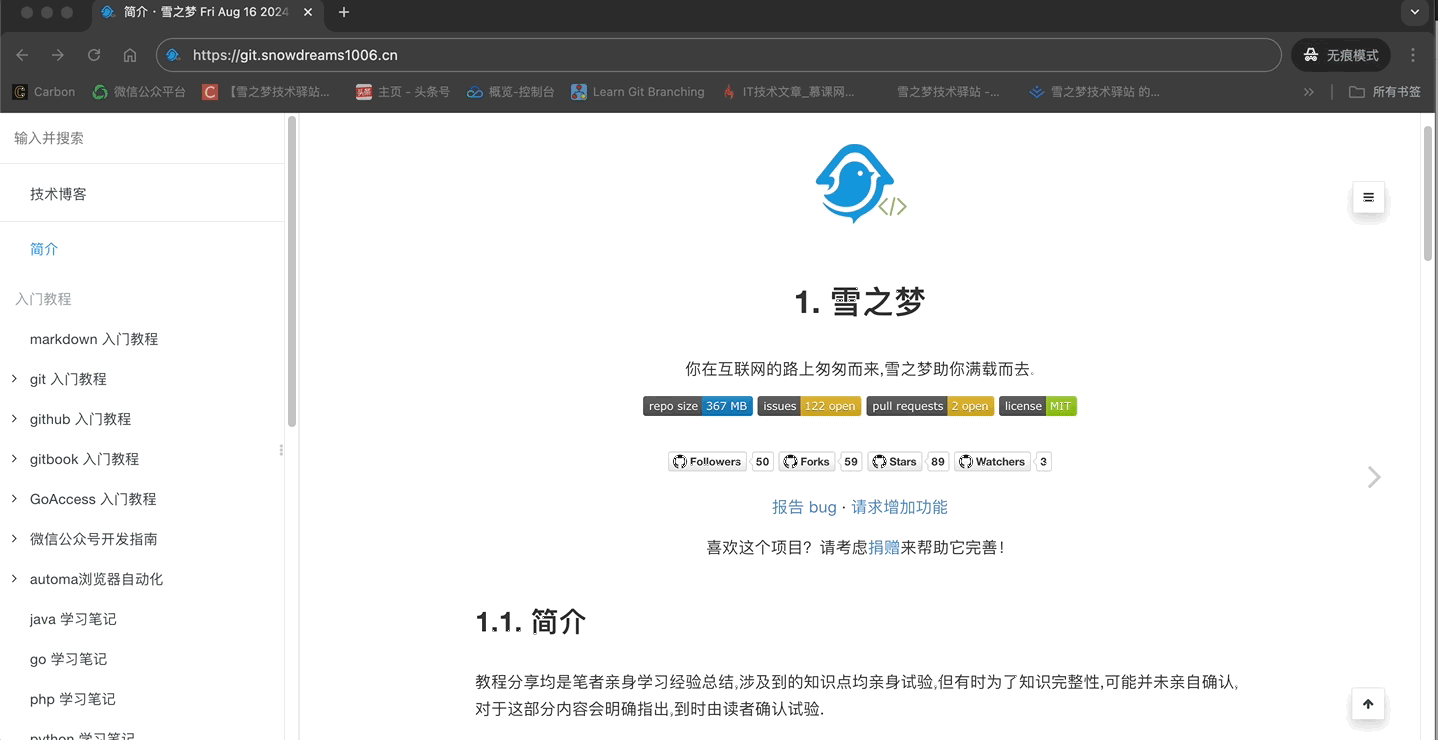 简介 · 雪之梦 Fri Aug 16 2024
https://git.snowdreams1006.cn
无痕模式
Carbon
微信公众平台
【雪之梦技术驿站...
主页 - 头条号
概览-控制台
Learn Git Branching
IT技术文章_慕课网...
雪之梦技术驿站 -...
雪之梦技术驿站 的...
所有书签
输入并搜索
技术博客
简介
入门教程
markdown 入门教程
git 入门教程
github 入门教程
gitbook 入门教程
GoAccess 入门教程
微信公众号开发指南
automa浏览器自动化
java 学习笔记
go 学习笔记
php 学习笔记
python 学习笔记
</>
1. 雪之梦
你在互联网的路上匆匆而来,雪之梦助你满载而去.
repo size 367 MB issues 122 open pull requests 2 open license MIT
Followers 50 Forks 59 Stars 89 Watchers 3
报告 bug · 请求增加功能
喜欢这个项目？请考虑捐赠来帮助它完善！
1.1. 简介
教程分享均是笔者亲身学习经验总结,涉及到的知识点均亲身试验,但有时为了知识完整性,可能并未亲自确认,
对于这部分内容会明确指出,到时由读者确认试验.